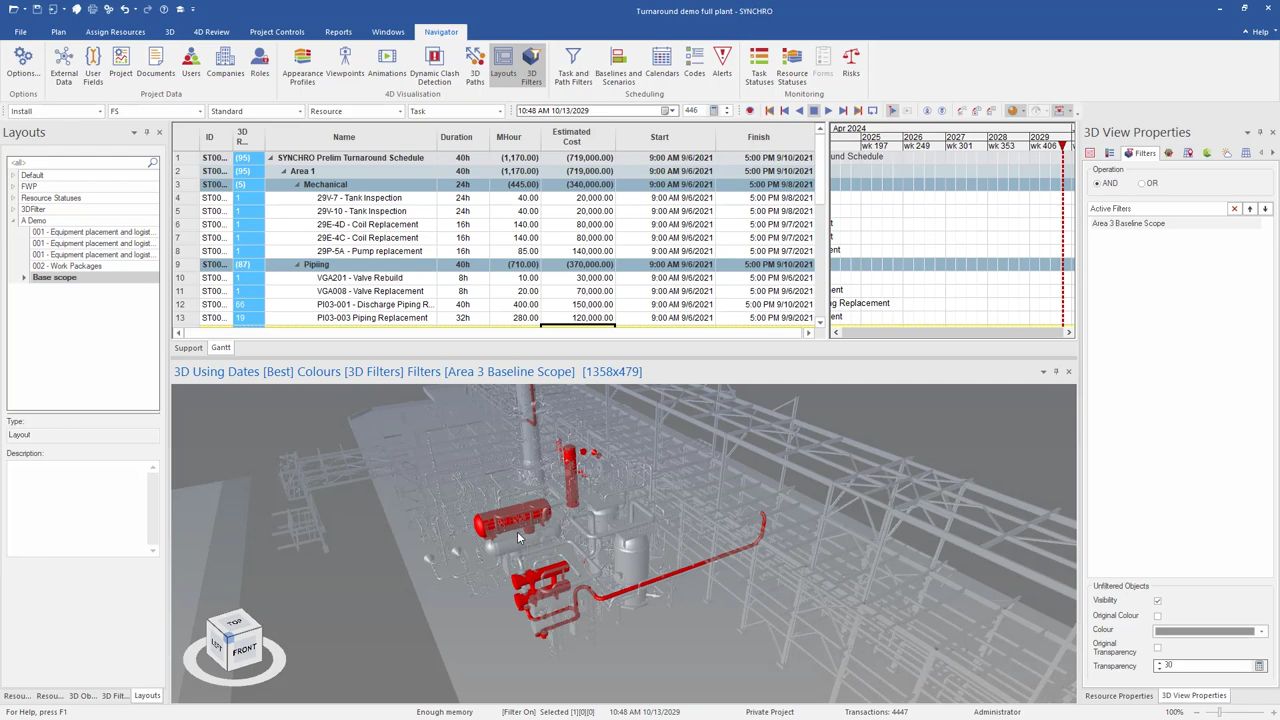 Turnaround demo full plant - SYNCHRO
File Plan Assign Resources 3D 4D Review Project Controls Reports Windows Navigator Help
Options... External Data User Fields Project Documents Users Companies Roles Appearance Profiles Viewpoints Animations Dynamic Clash Detection 3D Paths Layouts 3D Filters Task and Path Filters Baselines and Scenarios Calendars Codes Alerts Task Statuses Resource Statuses Forms Risks
Options Project Data 4D Visualisation Scheduling Monitoring
Install FS Standard Resource Task 10:48 AM 10/13/2029 446
Layouts
<all>
Default
FWP
Resource Statuses
3DFilter
A Demo
001 - Equipment placement and logist...
001 - Equipment placement and logist...
001 - Equipment placement and logist...
002 - Work Packages
Base scope
Type:
Layout
Description:
Resou... Resou... 3D Ob... 3D Filt... Layouts
ID 3D R... Name Duration MHour Estimated Cost Start Finish
1 ST00... (95) SYNCHRO Prelim Turnaround Schedule 40h (1,170.00) (719,000.00) 9:00 AM 9/6/2021 5:00 PM 9/10/2021
2 ST00... (95) Area 1 40h (1,170.00) (719,000.00) 9:00 AM 9/6/2021 5:00 PM 9/10/2021
3 ST00... (5) Mechanical 24h (445.00) (340,000.00) 9:00 AM 9/6/2021 5:00 PM 9/8/2021
4 ST00... 1 29V-7 - Tank Inspection 24h 40.00 20,000.00 9:00 AM 9/6/2021 5:00 PM 9/8/2021
5 ST00... 1 29V-10 - Tank Inspection 24h 40.00 20,000.00 9:00 AM 9/6/2021 5:00 PM 9/8/2021
6 ST00... 1 29E-4D - Coil Replacement 16h 140.00 80,000.00 9:00 AM 9/6/2021 5:00 PM 9/7/2021
7 ST00... 1 29E-4C - Coil Replacement 16h 140.00 80,000.00 9:00 AM 9/6/2021 5:00 PM 9/7/2021
8 ST00... 1 29P-5A - Pump replacement 16h 85.00 140,000.00 9:00 AM 9/6/2021 5:00 PM 9/7/2021
9 ST00... (87) Pipiing (710.00) (370,000.00) 9:00 AM 9/6/2021 5:00 PM 9/10/2021
10 ST00... 1 VGA201 - Valve Rebuild 8h 10.00 30,000.00 9:00 AM 9/6/2021 5:00 PM 9/6/2021
11 ST00... 1 VGA008 - Valve Replacement 8h 20.00 70,000.00 9:00 AM 9/6/2021 5:00 PM 9/6/2021
12 ST00... 66 PI03-001 - Discharge Piping R... 40h 400.00 150,000.00 9:00 AM 9/6/2021 5:00 PM 9/10/2021
13 ST00... 19 PI03-003 Piping Replacement 32h 280.00 120,000.00 9:00 AM 9/6/2021 5:00 PM 9/9/2021
Apr 2024
2025 2026 2027 2028 2029
wk 197 wk 249 wk 301 wk 353 wk 406
und Schedule
t
t
ent
ent
ng Replacement
ent
Support Gantt
3D Using Dates [Best] Colours [3D Filters] Filters [Area 3 Baseline Scope] [1358x479]
TOP
LEFT
FRONT
3D View Properties
Filters
Operation
AND OR
Active Filters
Area 3 Baseline Scope
Unfiltered Objects
Visibility
Original Colour
Colour
Original Transparency
Transparency 30
Resource Properties 3D View Properties
For Help, press F1 Enough memory [Filter On] Selected [1][0][0] 10:48 AM 10/13/2029 Private Project Transactions: 4447 Administrator 100%